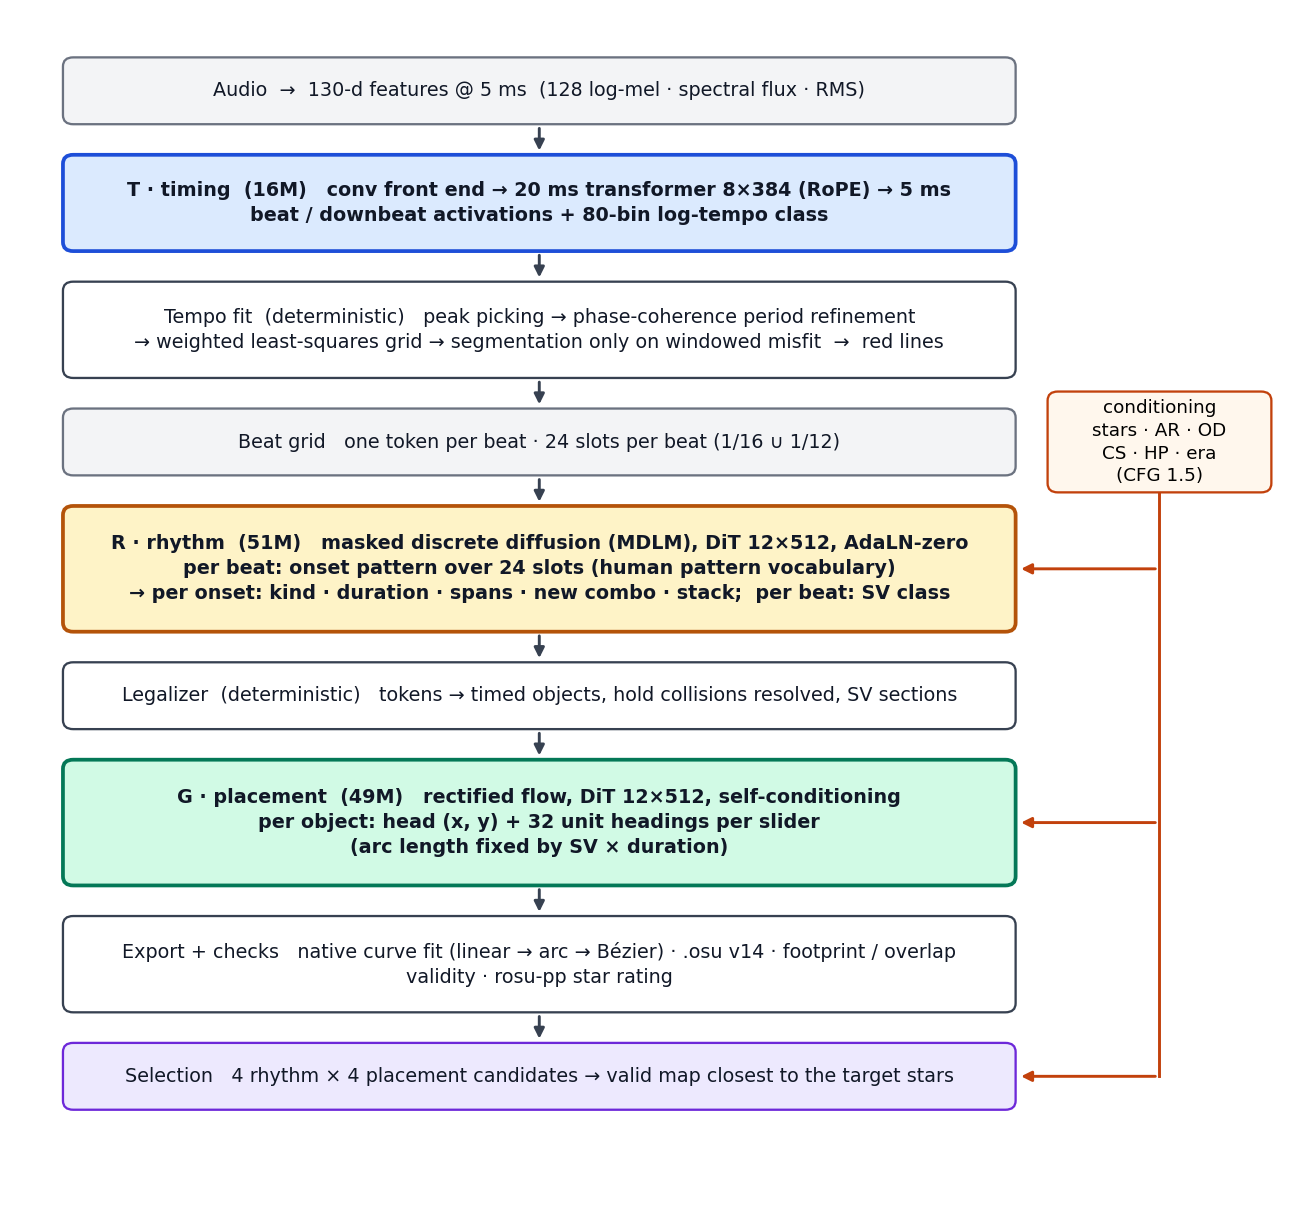 Audio → 130-d features @ 5 ms (128 log-mel · spectral flux · RMS)
T · timing (16M) conv front end → 20 ms transformer 8×384 (RoPE) → 5 ms
beat / downbeat activations + 80-bin log-tempo class
Tempo fit (deterministic) peak picking → phase-coherence period refinement
→ weighted least-squares grid → segmentation only on windowed misfit → red lines
Beat grid one token per beat · 24 slots per beat (1/16 ∪ 1/12)
conditioning
stars · AR · OD
CS · HP · era
(CFG 1.5)
R · rhythm (51M) masked discrete diffusion (MDLM), DiT 12×512, AdaLN-zero
per beat: onset pattern over 24 slots (human pattern vocabulary)
→ per onset: kind · duration · spans · new combo · stack; per beat: SV class
Legalizer (deterministic) tokens → timed objects, hold collisions resolved, SV sections
G · placement (49M) rectified flow, DiT 12×512, self-conditioning
per object: head (x, y) + 32 unit headings per slider
(arc length fixed by SV × duration)
Export + checks native curve fit (linear → arc → Bézier) · .osu v14 · footprint / overlap
validity · rosu-pp star rating
Selection 4 rhythm × 4 placement candidates → valid map closest to the target stars